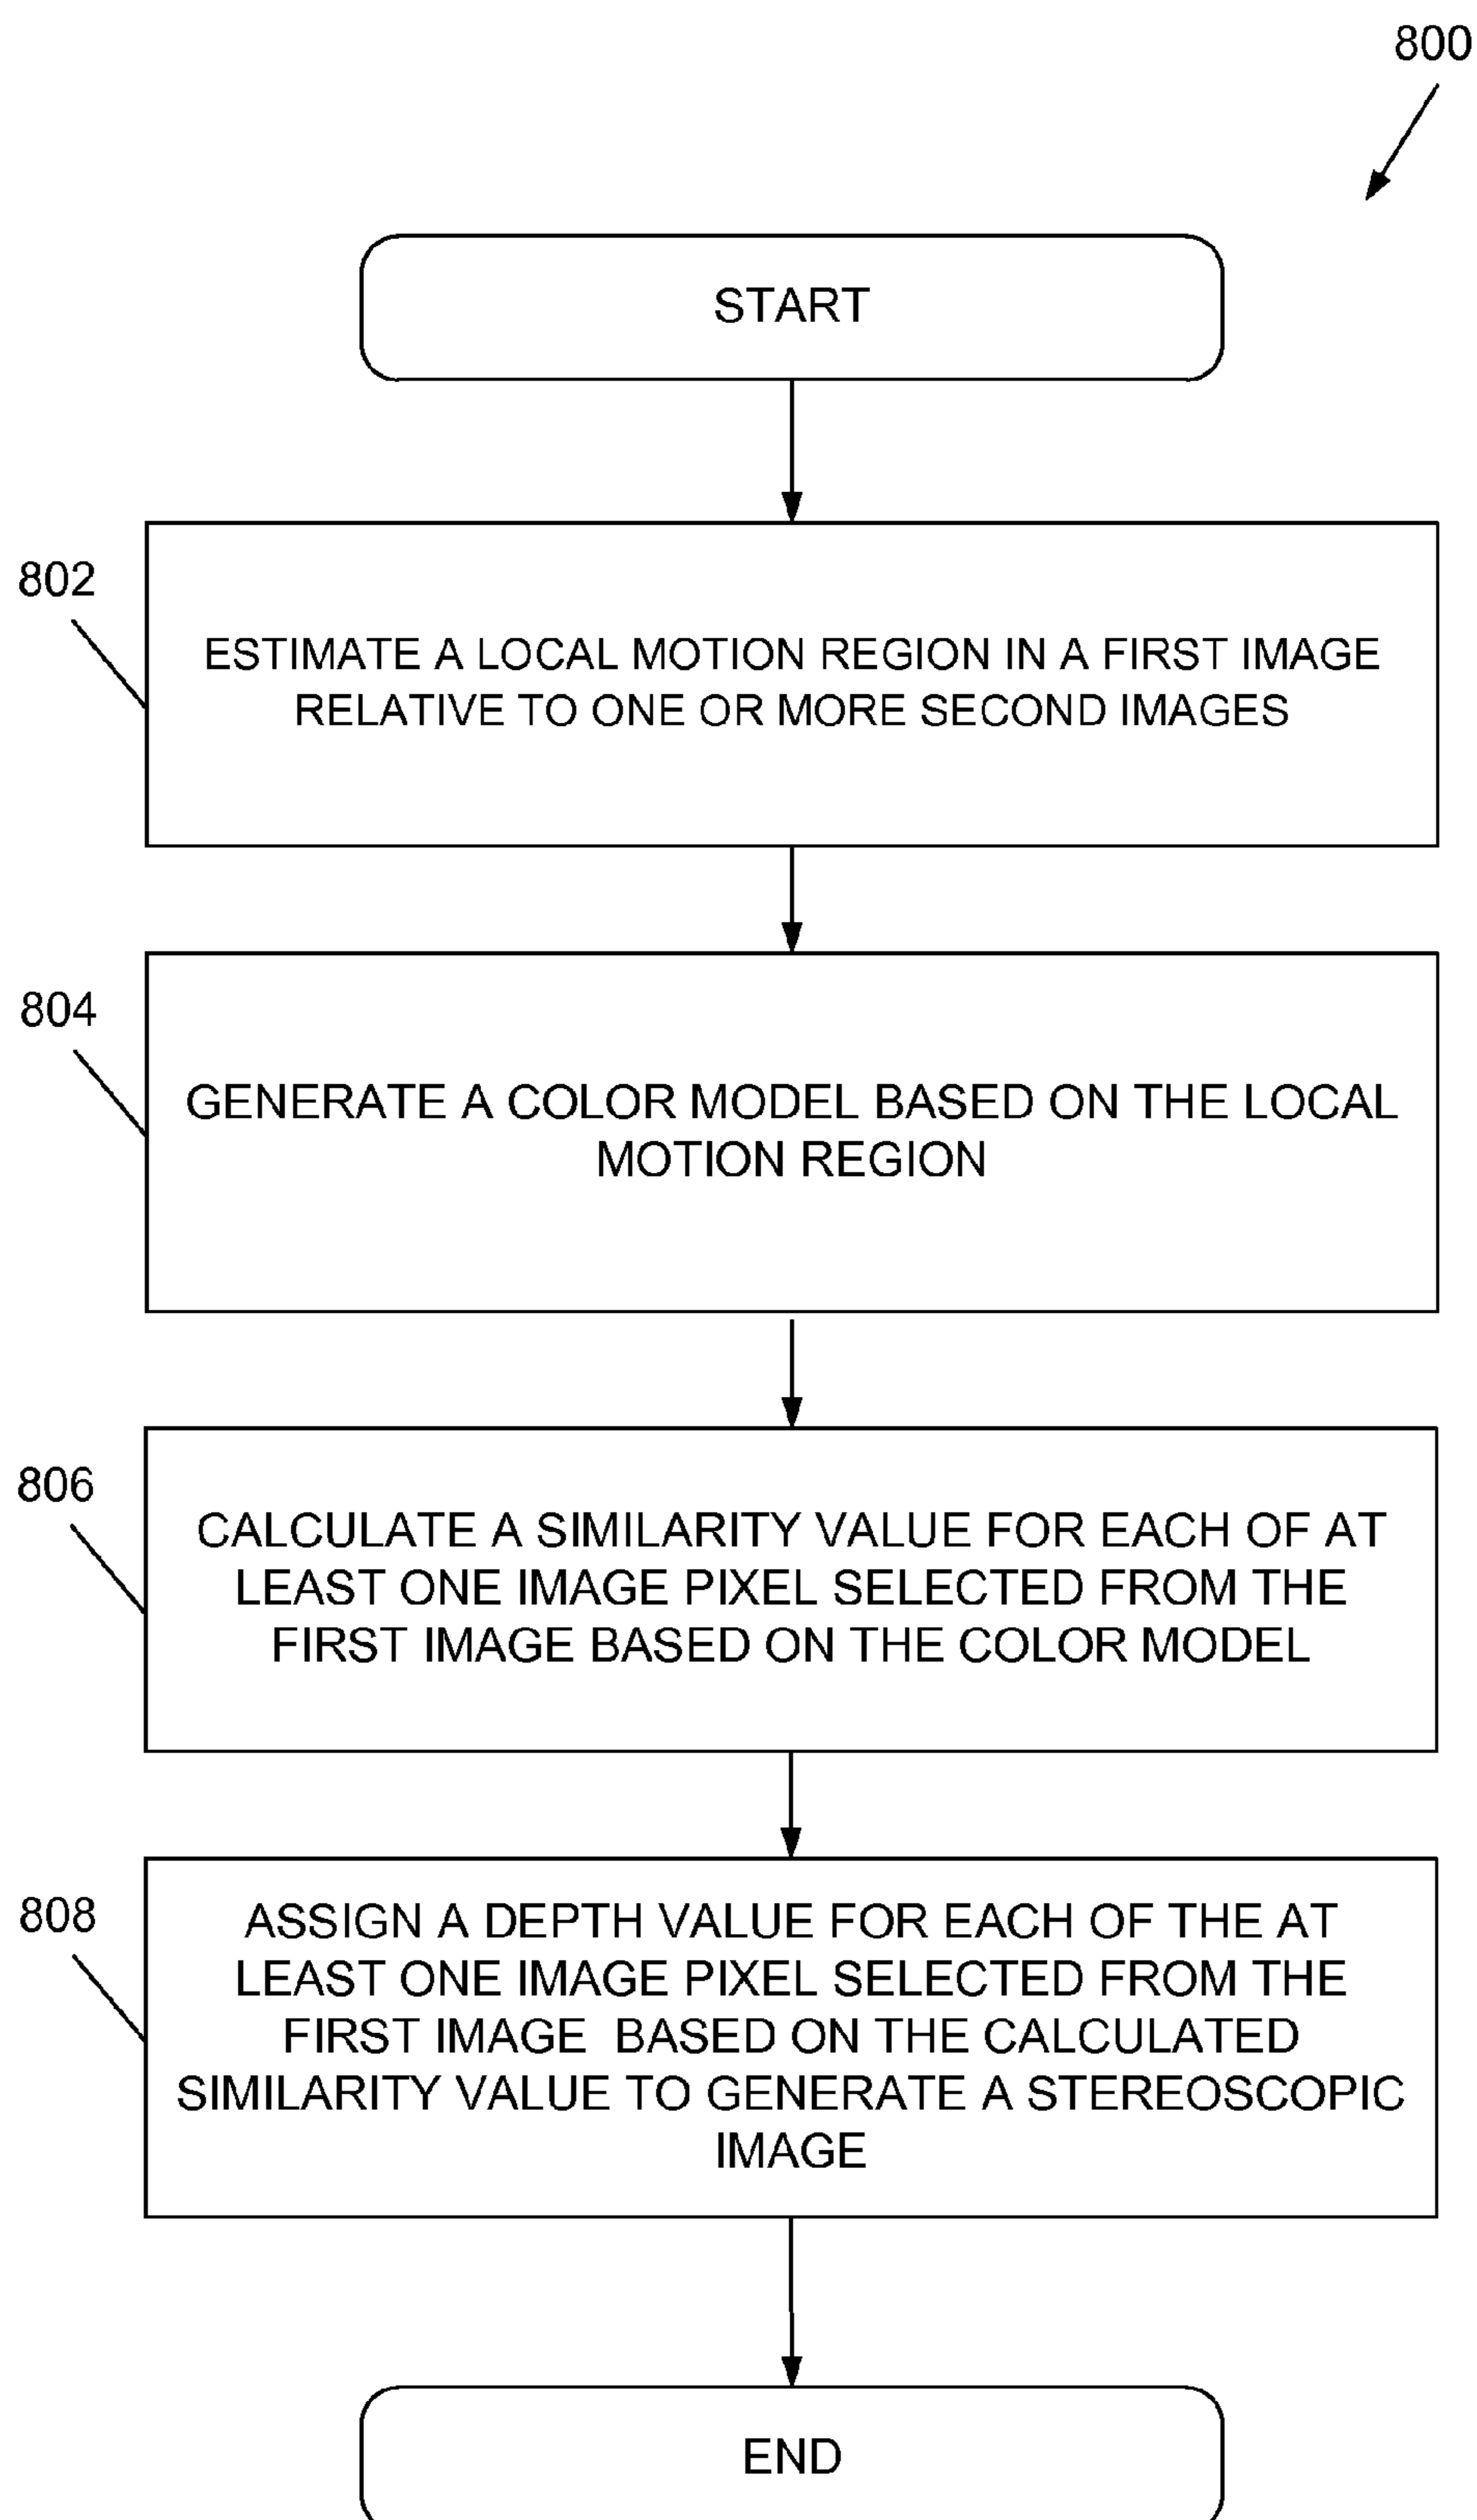 800
START
802
ESTIMATE A LOCAL MOTION REGION IN A FIRST IMAGE
RELATIVE TO ONE OR MORE SECOND IMAGES
804
GENERATE A COLOR MODEL BASED ON THE LOCAL
MOTION REGION
806
CALCULATE A SIMILARITY VALUE FOR EACH OF AT
LEAST ONE IMAGE PIXEL SELECTED FROM THE
FIRST IMAGE BASED ON THE COLOR MODEL
808
ASSIGN A DEPTH VALUE FOR EACH OF THE AT
LEAST ONE IMAGE PIXEL SELECTED FROM THE
FIRST IMAGE BASED ON THE CALCULATED
SIMILARITY VALUE TO GENERATE A STEREOSCOPIC
IMAGE
END